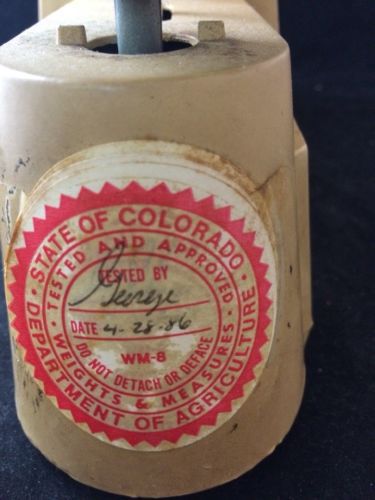 STATE OF COLORADO
TESTED AND APPROVED
TESTED BY
George
DATE 4-28-86
WM-8
DO NOT DETACH OR DEFACE
WEIGHTS & MEASURES
DEPARTMENT OF AGRICULTURE